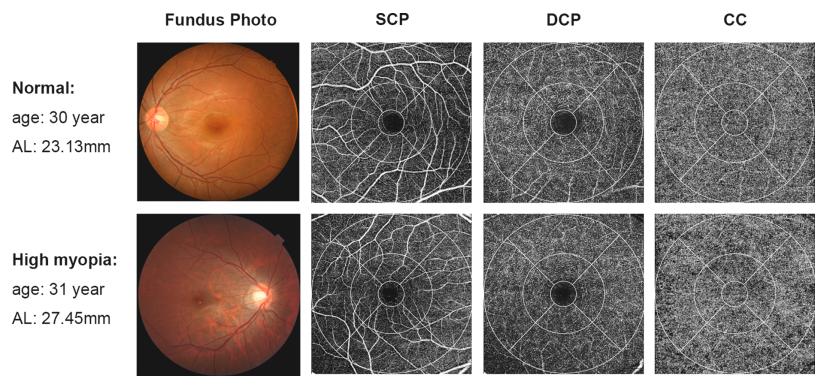 Fundus Photo SCP DCP CC
Normal:
age: 30 year
AL: 23.13mm
High myopia:
age: 31 year
AL: 27.45mm